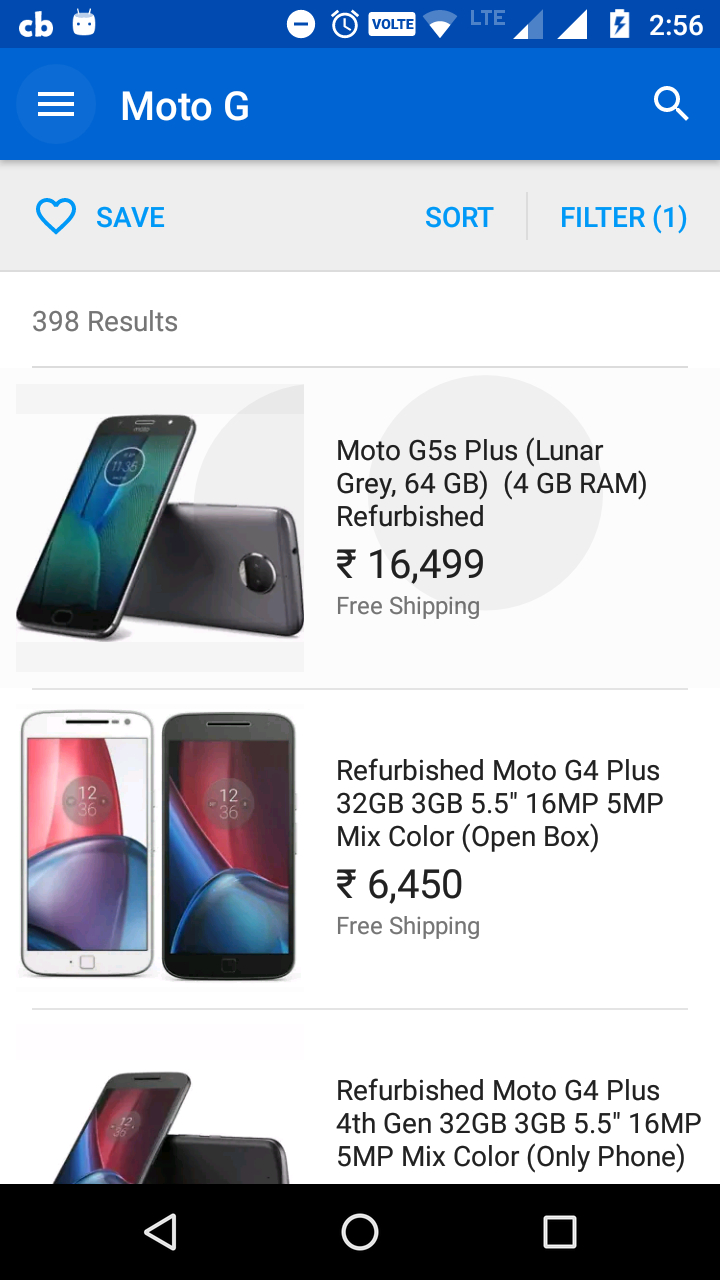 cb VOLTE LTE 2:56
Moto G
SAVE SORT FILTER (1)
398 Results
11:35
Moto G5s Plus (Lunar
Grey, 64 GB) (4 GB RAM)
Refurbished
₹ 16,499
Free Shipping
12
36
12
36
Refurbished Moto G4 Plus
32GB 3GB 5.5" 16MP 5MP
Mix Color (Open Box)
₹ 6,450
Free Shipping
12
36
Refurbished Moto G4 Plus
4th Gen 32GB 3GB 5.5" 16MP
5MP Mix Color (Only Phone)